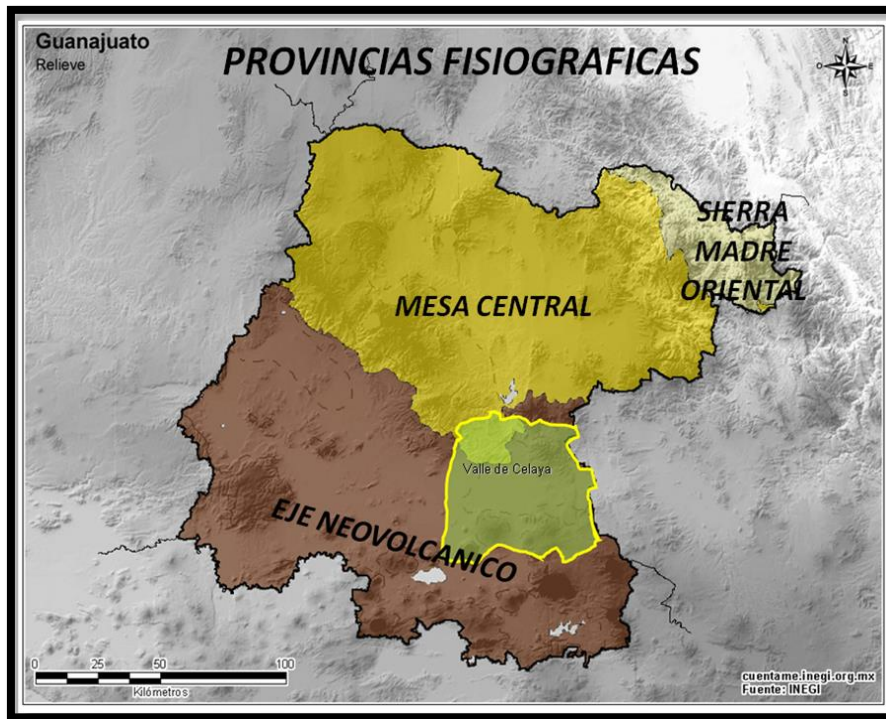 Guanajuato
Relieve
PROVINCIAS FISIOGRAFICAS
N
O
E
S
SIERRA
MADRE
ORIENTAL
MESA CENTRAL
Valle de Celaya
EJE NEOVOLCANICO
0 25 50 100
Kilómetros
cuentame.inegi.org.mx
Fuente: INEGI